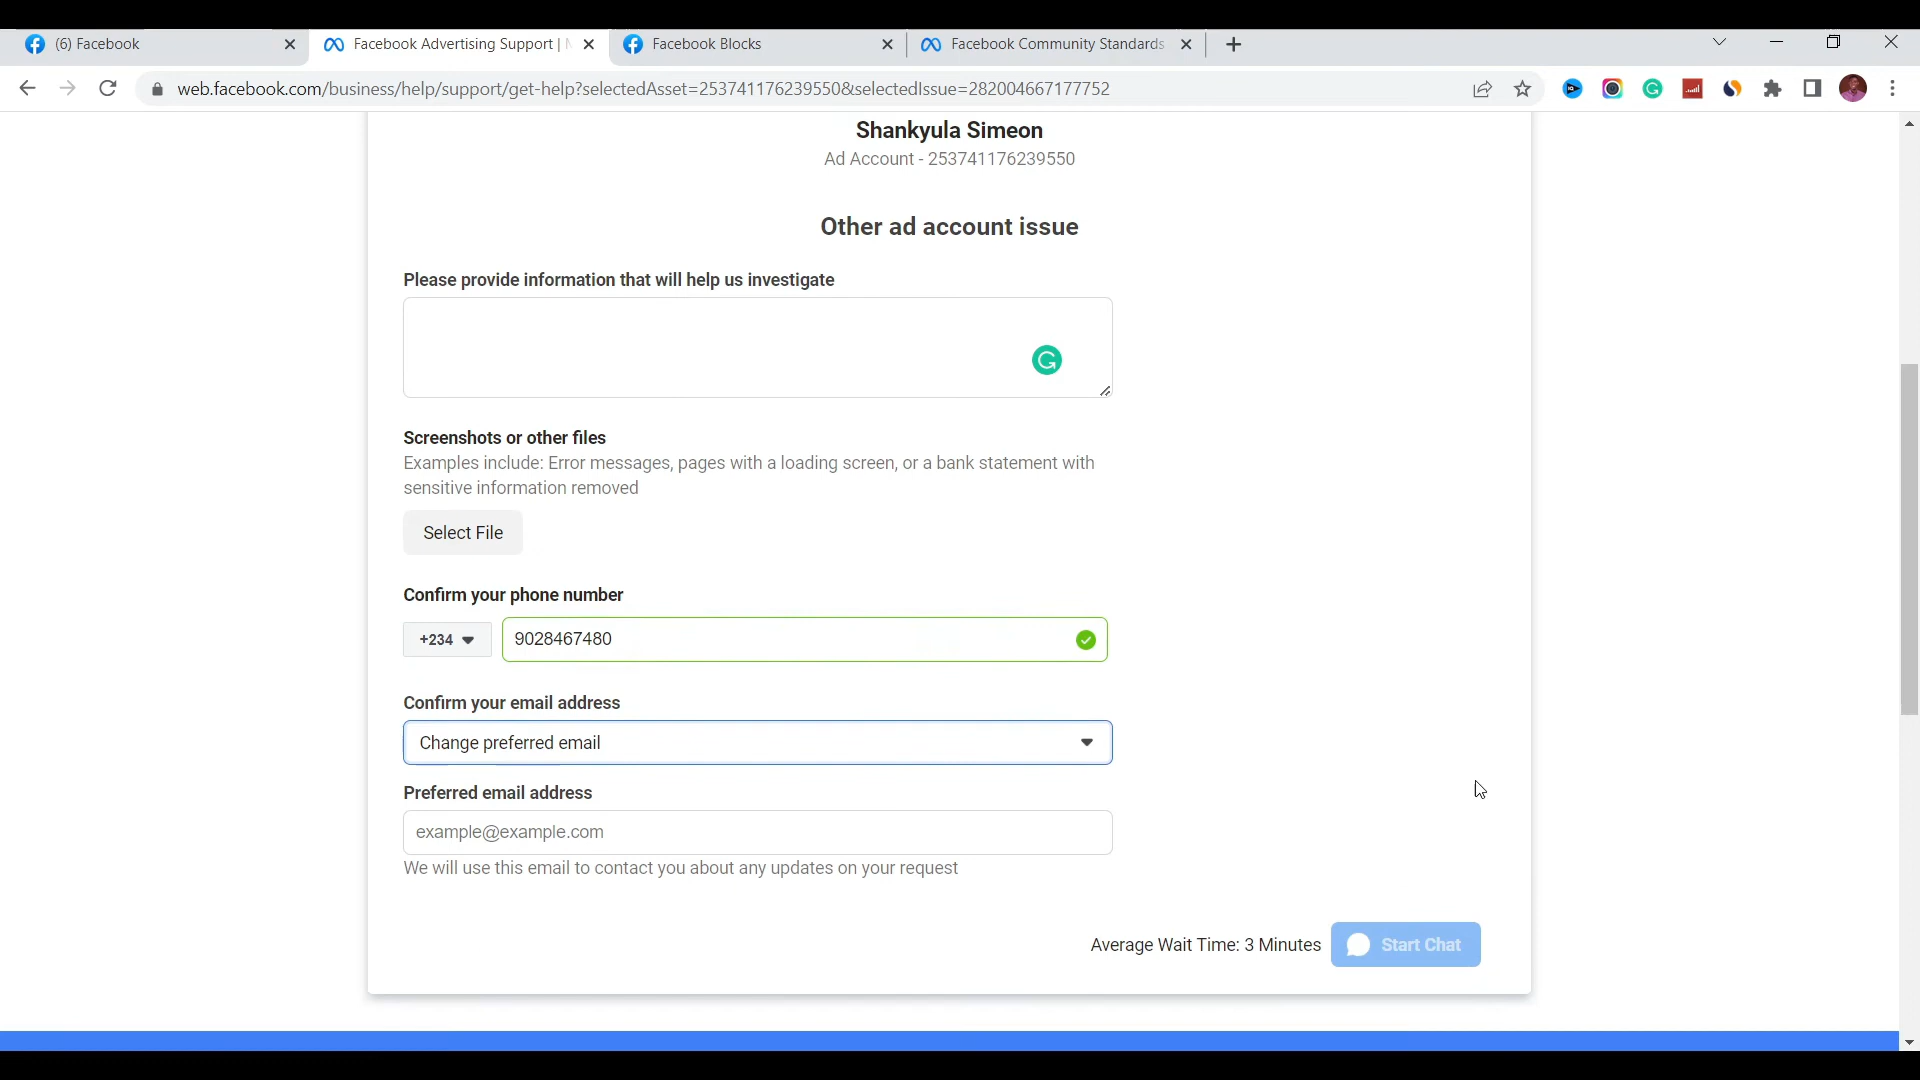 (6) Facebook
Facebook Advertising Support |
Facebook Blocks
Facebook Community Standards
web.facebook.com/business/help/support/get-help?selectedAsset=253741176239550&selectedIssue=282004667177752
Shankyula Simeon
Ad Account - 253741176239550
Other ad account issue
Please provide information that will help us investigate
Screenshots or other files
Examples include: Error messages, pages with a loading screen, or a bank statement with
sensitive information removed
Select File
Confirm your phone number
+234
9028467480
Confirm your email address
Change preferred email
Preferred email address
example@example.com
We will use this email to contact you about any updates on your request
Average Wait Time: 3 Minutes
Start Chat